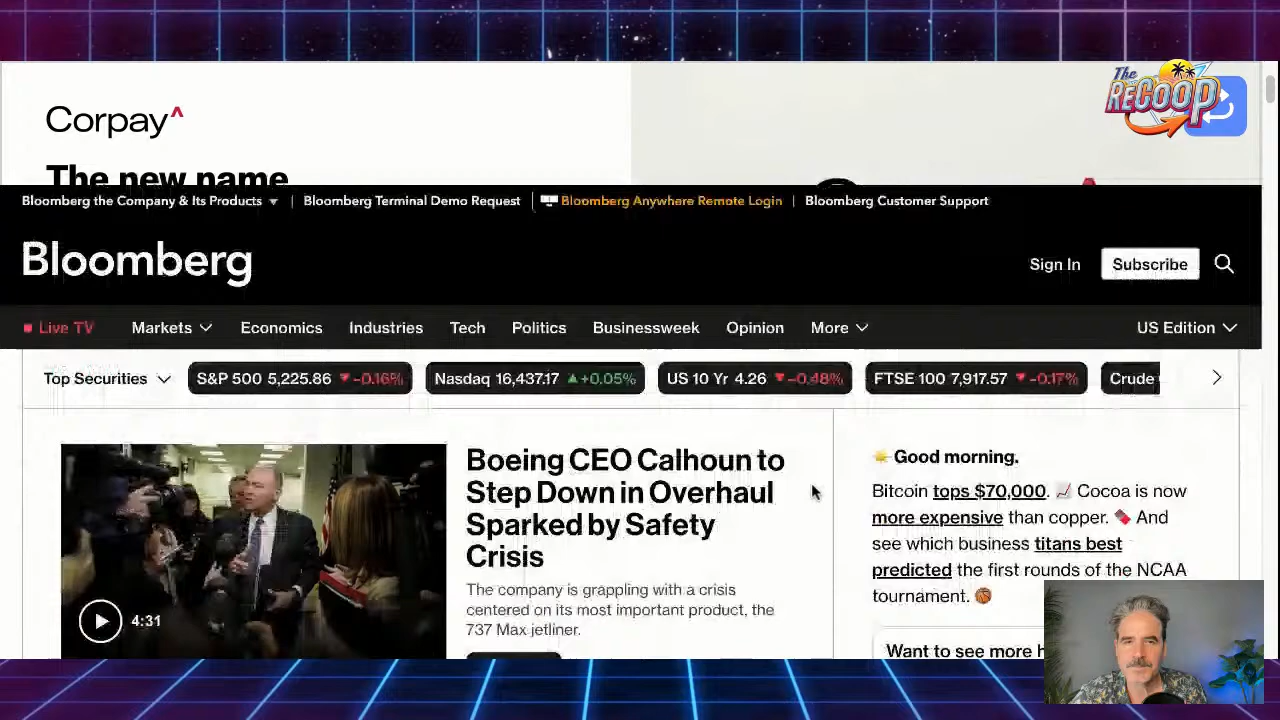 The
RECOOP
Corpay^
The new name
Bloomberg the Company & Its Products
Bloomberg Terminal Demo Request
Bloomberg Anywhere Remote Login
Bloomberg Customer Support
Bloomberg
Sign In
Subscribe
Live TV
Markets
Economics
Industries
Tech
Politics
Businessweek
Opinion
More
US Edition
Top Securities
S&P 500 5,225.86 ▼-0.16%
Nasdaq 16,437.17 ▲+0.05%
US 10 Yr 4.26 ▼-0.48%
FTSE 100 7,917.57 ▼-0.17%
Crude
Boeing CEO Calhoun to
Step Down in Overhaul
Sparked by Safety
Crisis
The company is grappling with a crisis
centered on its most important product, the
737 Max jetliner.
4:31
Good morning.
Bitcoin tops $70,000. 📈 Cocoa is now
more expensive than copper. 🍫 And
see which business titans best
predicted the first rounds of the NCAA
tournament. 🏀
Want to see more